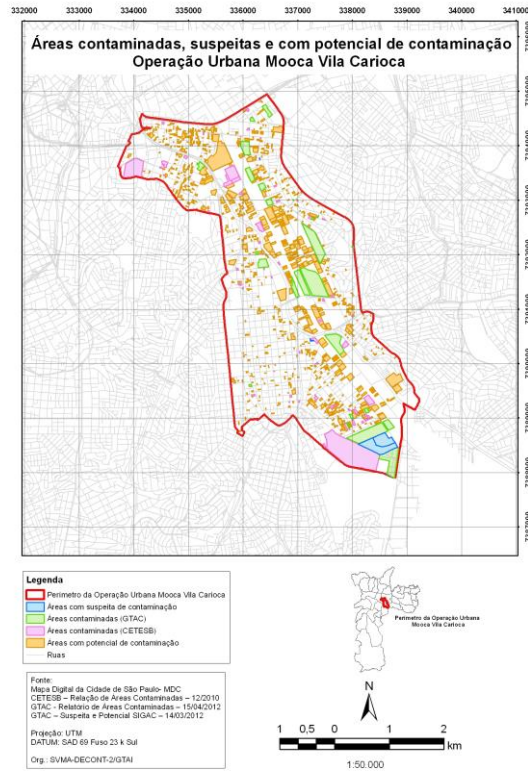 332000 333000 334000 335000 336000 337000 338000 339000 340000 341000
Áreas contaminadas, suspeitas e com potencial de contaminação
Operação Urbana Mooca Vila Carioca
Legenda
Perimetro da Operação Urbana Mooca Vila Carioca
Áreas com suspeita de contaminação
Áreas contaminadas (GTAC)
Áreas contaminadas (CETESB)
Áreas com potencial de contaminação
Ruas
Perimetro da Operação Urbana
Mooca Vila Carioca
Fonte:
Mapa Digital da Cidade de São Paulo- MDC
CETESB – Relação de Áreas Contaminadas – 12/2010
GTAC - Relatório de Áreas Contaminadas – 15/04/2012
GTAC – Suspeita e Potencial SIGAC – 14/03/2012
Projeção: UTM
DATUM: SAD 69 Fuso 23 k Sul
Org.: SVMA-DECONT-2/GTAI
N
1 0,5 0 1 2
km
1:50.000